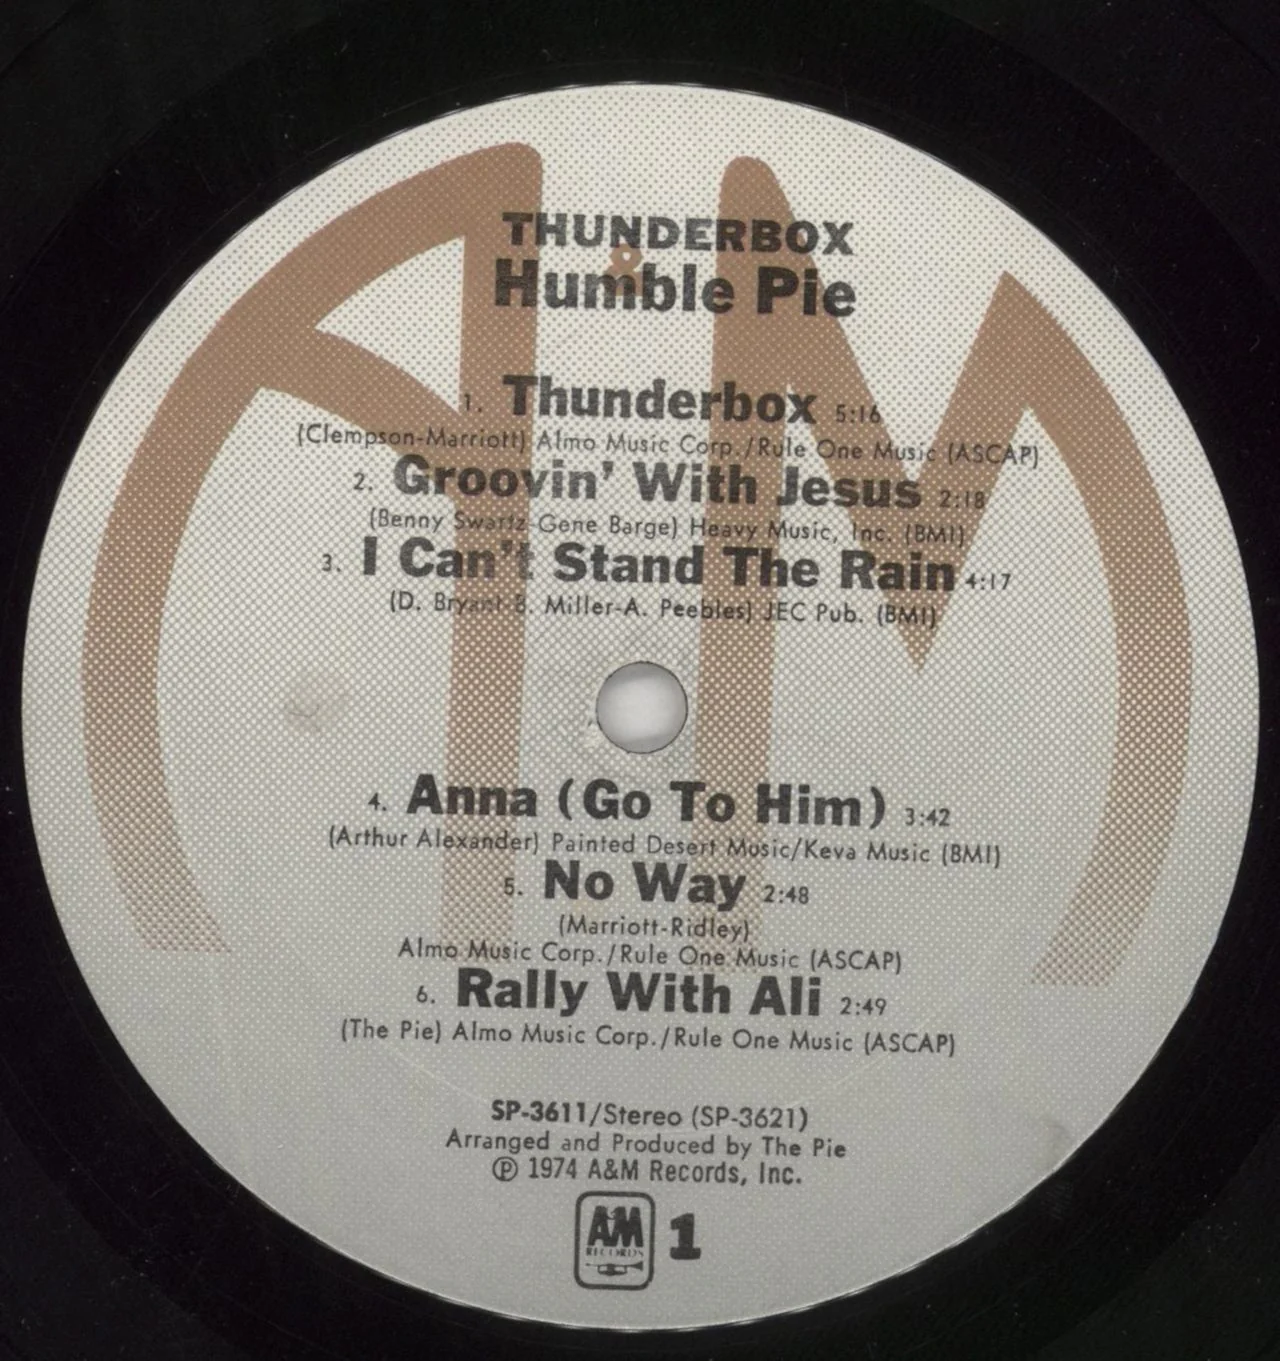 THUNDERBOX
&
Humble Pie
1. Thunderbox 5:16
(Clempson-Marriott) Almo Music Corp./Rule One Music (ASCAP)
2. Groovin' With Jesus 2:18
(Benny Swartz-Gene Barge) Heavy Music, Inc. (BMI)
3. I Can't Stand The Rain 4:17
(D. Bryant-B. Miller-A. Peebles) JEC Pub. (BMI)
4. Anna (Go To Him) 3:42
(Arthur Alexander) Painted Desert Music/Keva Music (BMI)
5. No Way 2:48
(Marriott-Ridley)
Almo Music Corp./Rule One Music (ASCAP)
6. Rally With Ali 2:49
(The Pie) Almo Music Corp./Rule One Music (ASCAP)
SP-3611/Stereo (SP-3621)
Arranged and Produced by The Pie
℗ 1974 A&M Records, Inc.
A&M
RECORDS
1